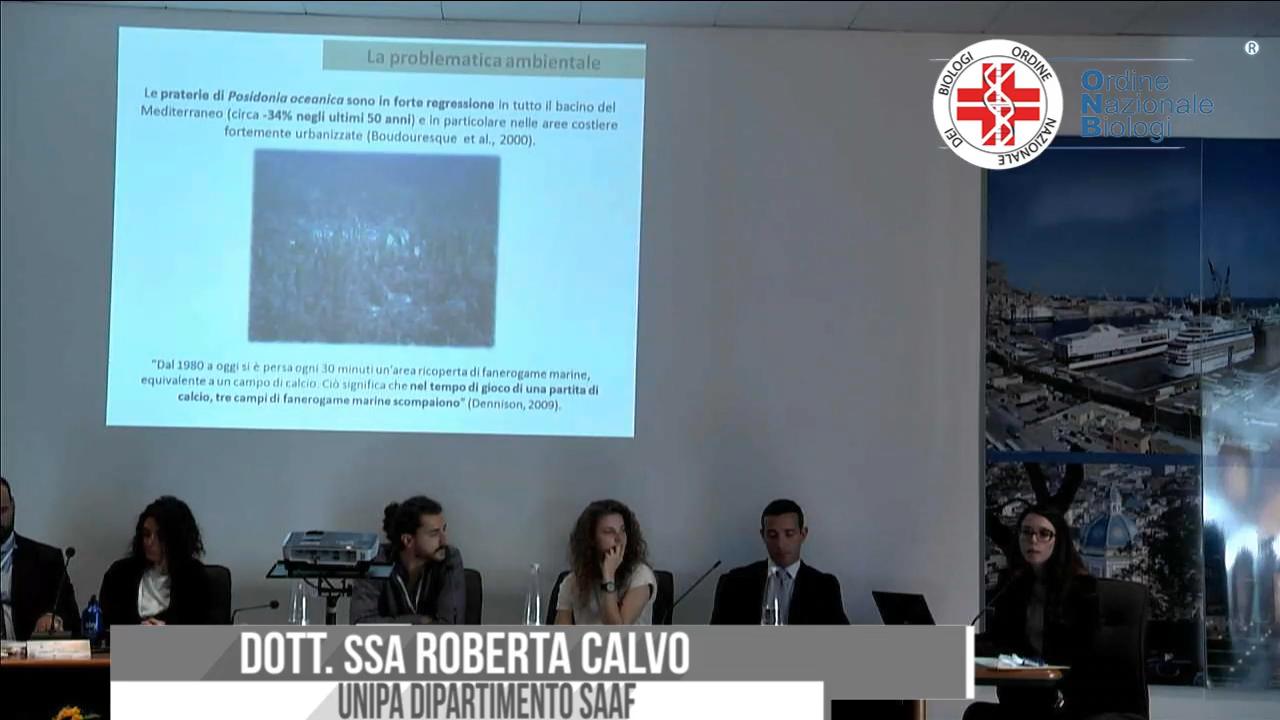 La problematica ambientale
Le praterie di Posidonia oceanica sono in forte regressione in tutto il bacino del
Mediterraneo (circa -34% negli ultimi 50 anni) e in particolare nelle aree costiere
fortemente urbanizzate (Boudouresque et al., 2000).
"Dal 1980 a oggi si è persa ogni 30 minuti un'area ricoperta di fanerogame marine,
equivalente a un campo di calcio. Ciò significa che nel tempo di gioco di una partita di
calcio, tre campi di fanerogame marine scompaiono" (Dennison, 2009).
ORDINE NAZIONALE DEI BIOLOGI
®
Ordine
Nazionale
Biologi
DOTT. SSA ROBERTA CALVO
UNIPA DIPARTIMENTO SAAF